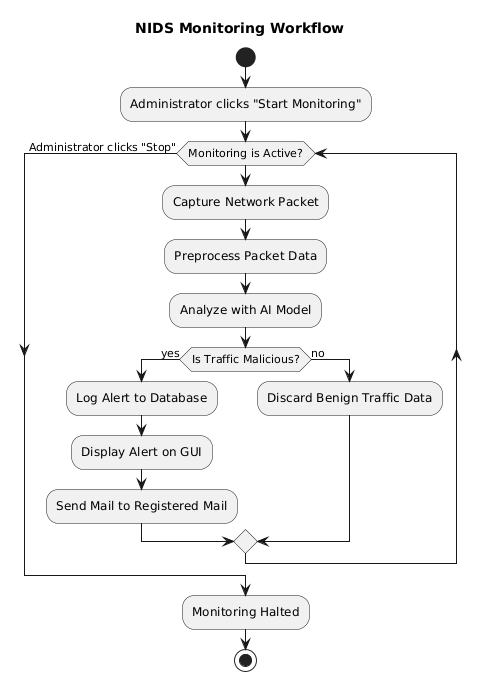 NIDS Monitoring Workflow
Administrator clicks "Start Monitoring"
Administrator clicks "Stop"
Monitoring is Active?
Capture Network Packet
Preprocess Packet Data
Analyze with AI Model
yes
Is Traffic Malicious?
no
Log Alert to Database
Discard Benign Traffic Data
Display Alert on GUI
Send Mail to Registered Mail
Monitoring Halted